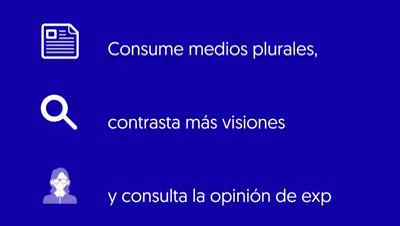 Consume medios plurales,
contrasta más visiones
y consulta la opinión de exp